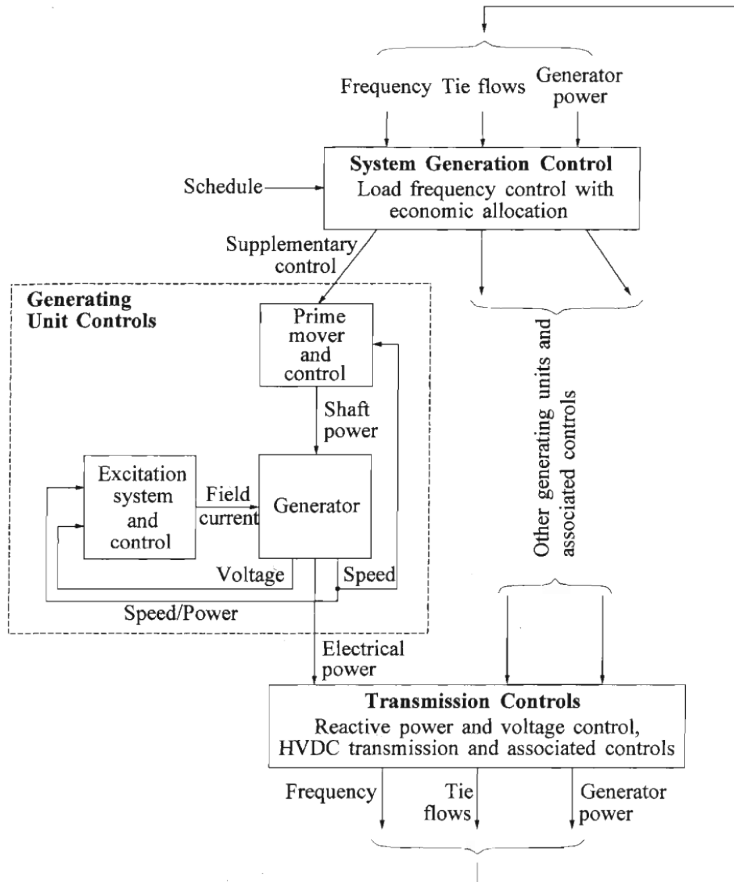 Frequency Tie flows
Generator
power
System Generation Control
Load frequency control with
economic allocation
Schedule
Supplementary
control
Generating
Unit Controls
Prime
mover
and
control
Shaft
power
Excitation
system
and
control
Field
current
Generator
Voltage
Speed
Speed/Power
Other generating units and
associated controls
Electrical
power
Transmission Controls
Reactive power and voltage control,
HVDC transmission and associated controls
Frequency
Tie
flows
Generator
power